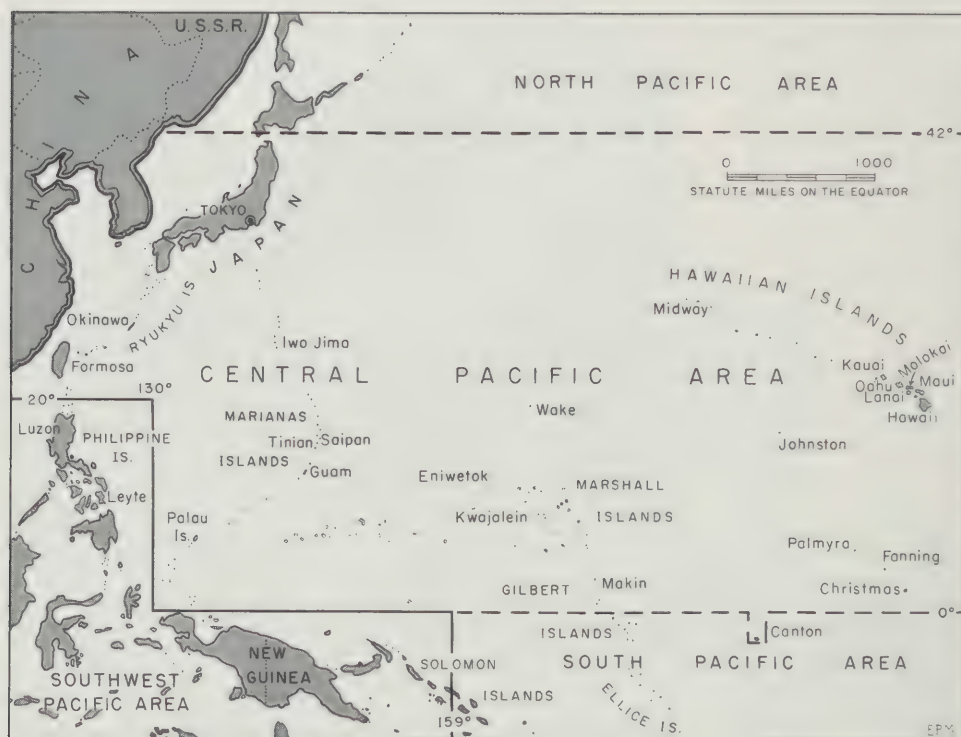 U.S.S.R.
CHINA
NORTH PACIFIC AREA
42°
0 1000
STATUTE MILES ON THE EQUATOR
TOKYO
JAPAN
RYUKYU IS
Okinawa
Formosa
Iwo Jima
HAWAIIAN ISLANDS
Midway
Kauai
Molokai
Oahu
Maui
Lanai
Hawaii
CENTRAL PACIFIC AREA
20°
130°
Luzon
PHILIPPINE
IS.
Leyte
MARIANAS
Tinian
Saipan
ISLANDS
Guam
Wake
Johnston
Eniwetok
MARSHALL
Kwajalein
ISLANDS
Palau
Is.
Palmyra
Fanning
Christmas
GILBERT
Makin
0°
ISLANDS
Canton
NEW
GUINEA
SOLOMON
ISLANDS
SOUTH PACIFIC AREA
SOUTHWEST
PACIFIC AREA
ELLICE IS.
159°